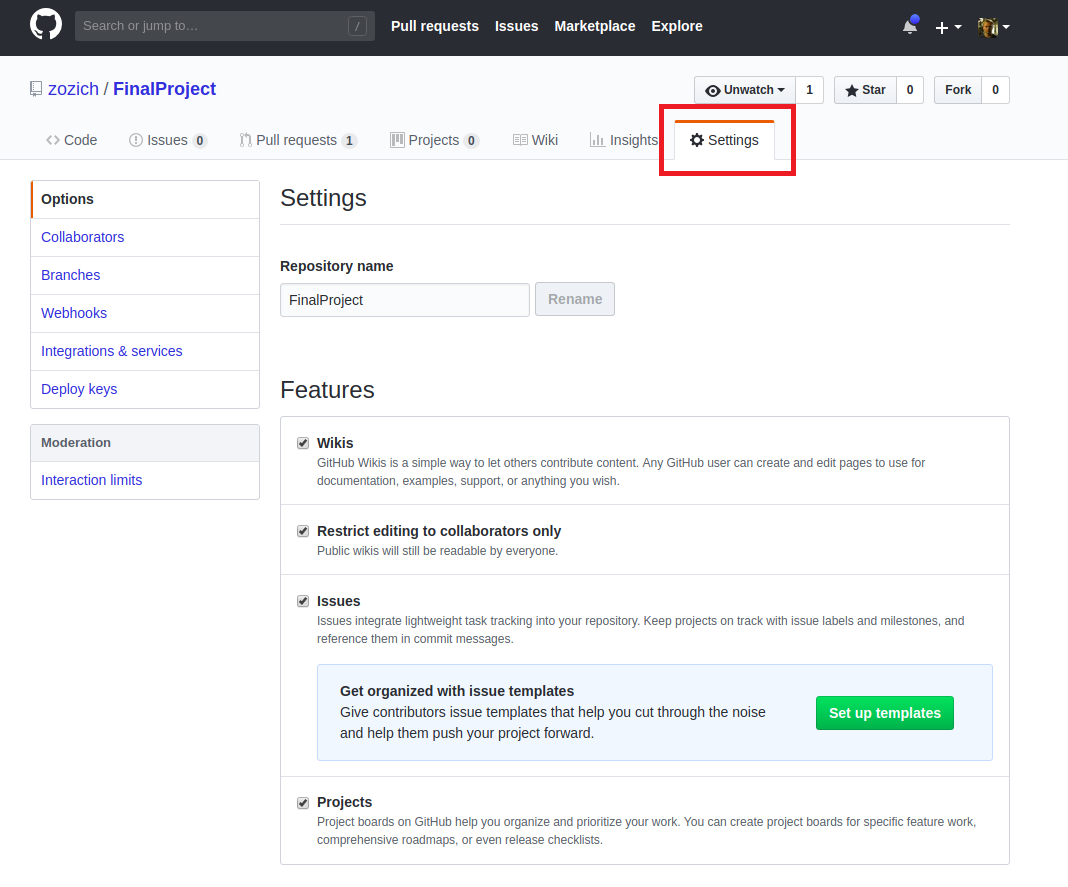 Search or jump to… / Pull requests Issues Marketplace Explore
zozich / FinalProject Unwatch 1 Star 0 Fork 0
Code Issues 0 Pull requests 1 Projects 0 Wiki Insights Settings
Options
Collaborators
Branches
Webhooks
Integrations & services
Deploy keys
Moderation
Interaction limits
Settings
Repository name
FinalProject Rename
Features
Wikis
GitHub Wikis is a simple way to let others contribute content. Any GitHub user can create and edit pages to use for
documentation, examples, support, or anything you wish.
Restrict editing to collaborators only
Public wikis will still be readable by everyone.
Issues
Issues integrate lightweight task tracking into your repository. Keep projects on track with issue labels and milestones, and
reference them in commit messages.
Get organized with issue templates
Give contributors issue templates that help you cut through the noise
and help them push your project forward.
Set up templates
Projects
Project boards on GitHub help you organize and prioritize your work. You can create project boards for specific feature work,
comprehensive roadmaps, or even release checklists.